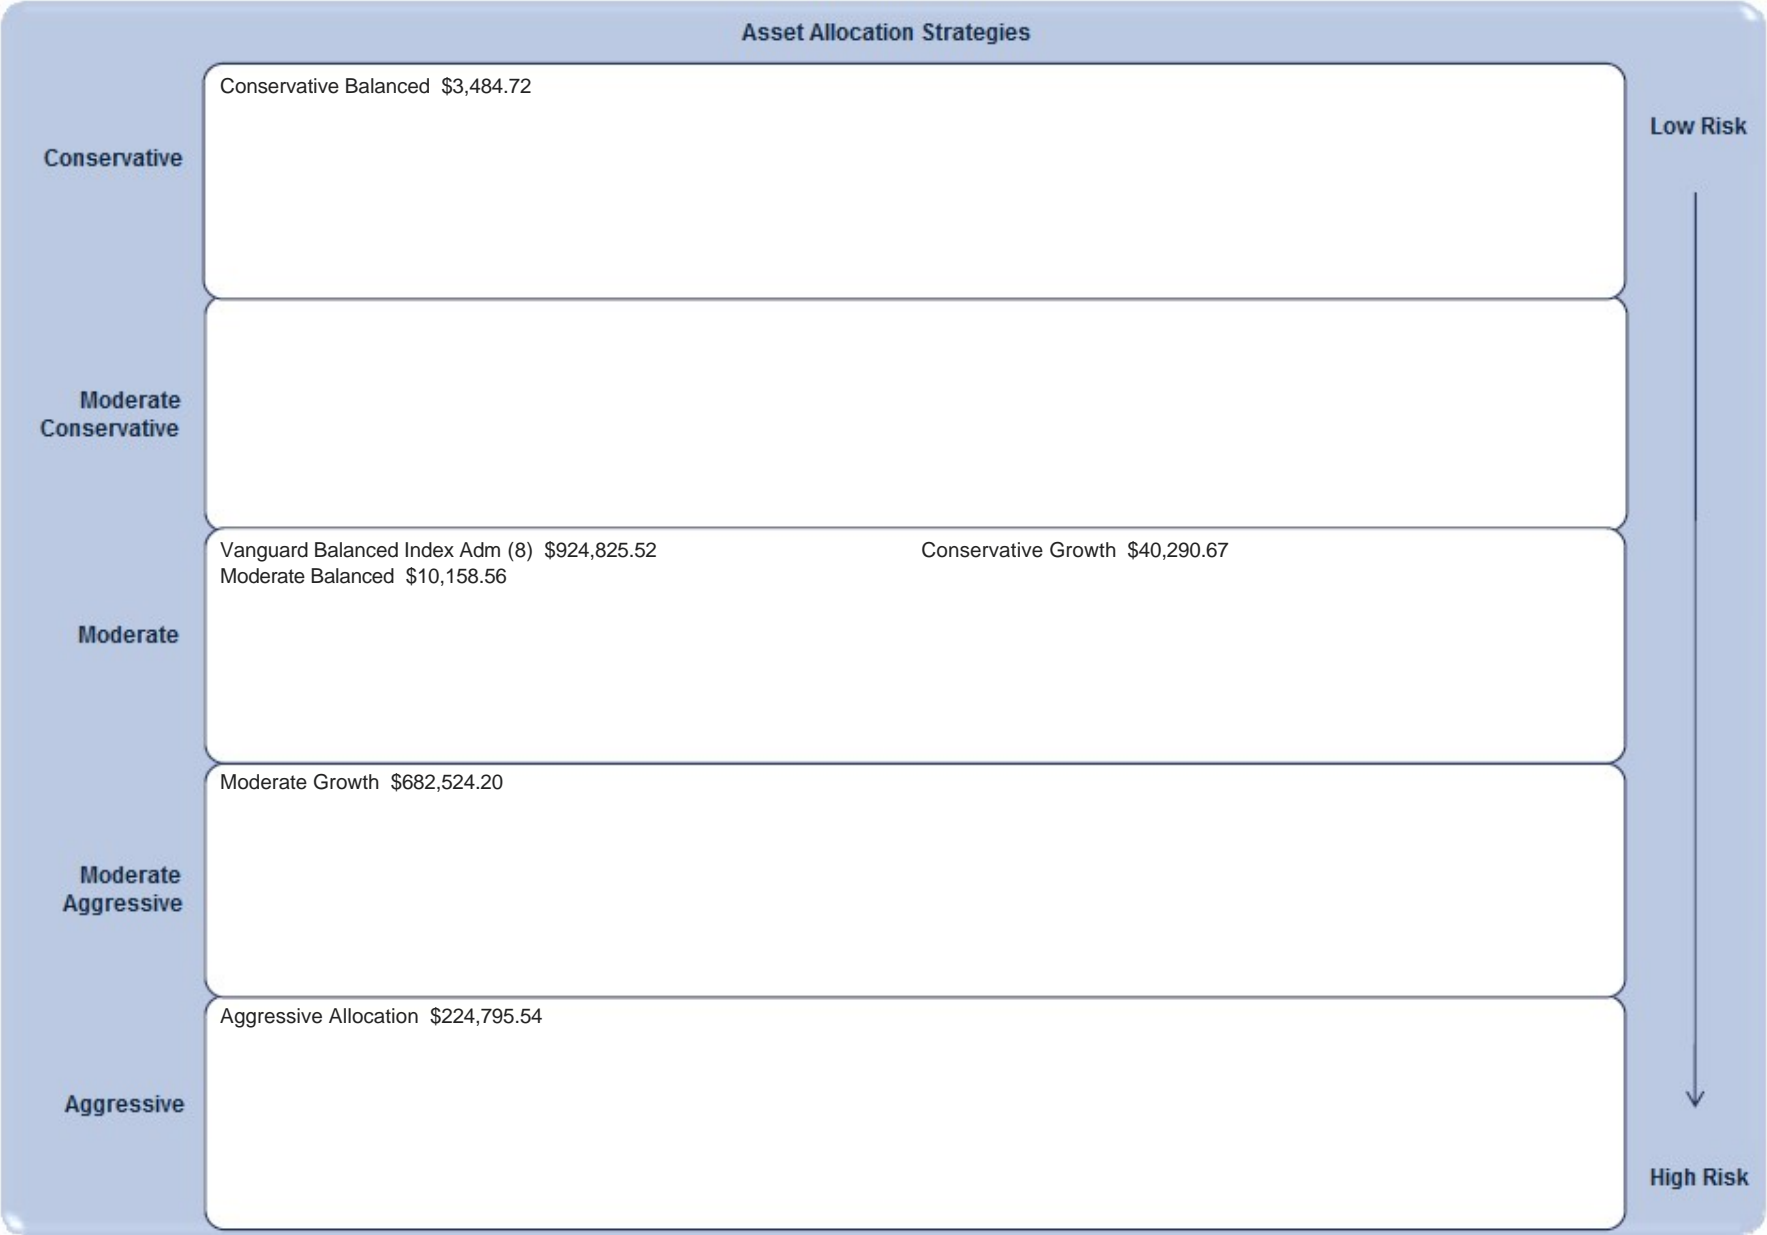 Asset Allocation Strategies
Conservative Balanced $3,484.72
Low Risk
Conservative
Moderate
Conservative
Vanguard Balanced Index Adm (8) $924,825.52
Conservative Growth $40,290.67
Moderate Balanced $10,158.56
Moderate
Moderate Growth $682,524.20
Moderate
Aggressive
Aggressive Allocation $224,795.54
Aggressive
High Risk